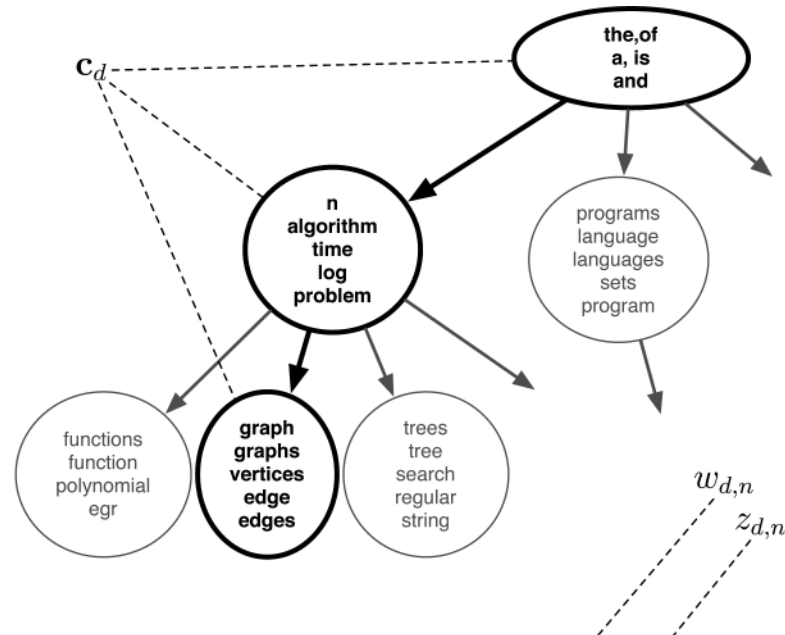 c_d
the,of
a, is
and
n
algorithm
time
log
problem
programs
language
languages
sets
program
functions
function
polynomial
egr
graph
graphs
vertices
edge
edges
trees
tree
search
regular
string
w_{d,n}
z_{d,n}